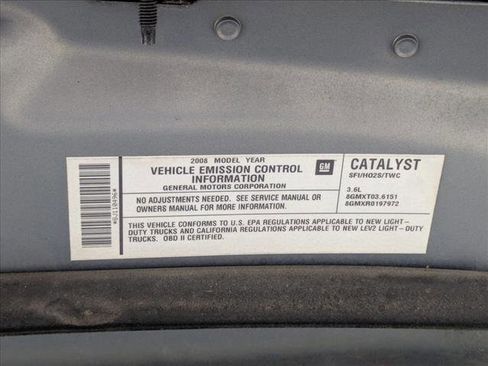 2008 MODEL YEAR
VEHICLE EMISSION CONTROL
INFORMATION
GENERAL MOTORS CORPORATION
GM
CATALYST
SFI/HO2S/TWC
NO ADJUSTMENTS NEEDED. SEE SERVICE MANUAL OR
OWNERS MANUAL FOR MORE INFORMATION
3.6L
8GMXT03.6151
8GMXR0197972
THIS VEHICLE CONFORMS TO U.S. EPA REGULATIONS APPLICABLE TO NEW LIGHT-
DUTY TRUCKS AND CALIFORNIA REGULATIONS APPLICABLE TO NEW LEV2 LIGHT-DUTY
TRUCKS. OBD II CERTIFIED.
*8J110496*